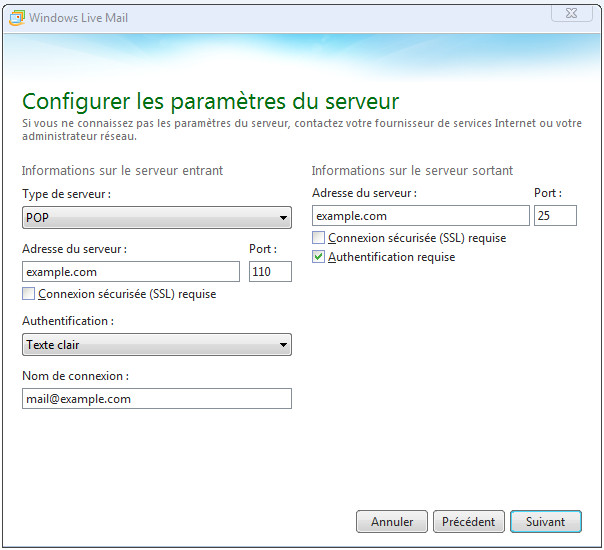 Windows Live Mail
Configurer les paramètres du serveur
Si vous ne connaissez pas les paramètres du serveur, contactez votre fournisseur de services Internet ou votre
administrateur réseau.
Informations sur le serveur entrant
Type de serveur :
POP
Adresse du serveur : Port :
example.com 110
Connexion sécurisée (SSL) requise
Authentification :
Texte clair
Nom de connexion :
mail@example.com
Informations sur le serveur sortant
Adresse du serveur : Port :
example.com 25
Connexion sécurisée (SSL) requise
Authentification requise
Annuler Précédent Suivant